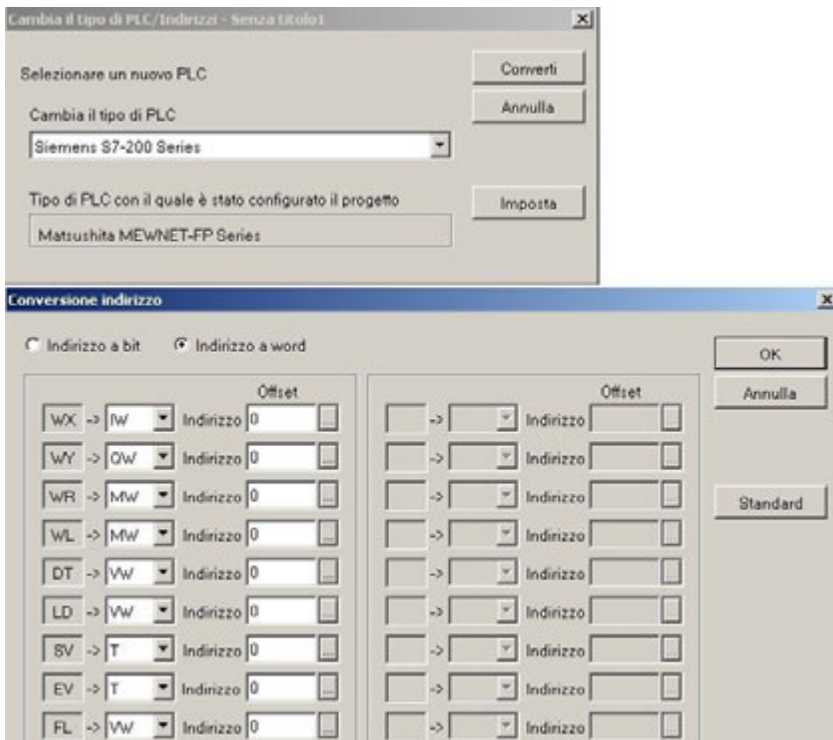 Cambia il tipo di PLC/Indirizzi - Senza titolo1
Selezionare un nuovo PLC
Converti
Cambia il tipo di PLC
Annulla
Siemens S7-200 Series
Tipo di PLC con il quale è stato configurato il progetto
Imposta
Matsushita MEWNET-FP Series
Conversione indirizzo
Indirizzo a bit Indirizzo a word
OK
Offset Offset
Annulla
WX -> IW Indirizzo 0 ... -> Indirizzo ...
WY -> QW Indirizzo 0 ... -> Indirizzo ...
WR -> MW Indirizzo 0 ... -> Indirizzo ...
Standard
WL -> MW Indirizzo 0 ... -> Indirizzo ...
DT -> VW Indirizzo 0 ... -> Indirizzo ...
LD -> VW Indirizzo 0 ... -> Indirizzo ...
SV -> T Indirizzo 0 ... -> Indirizzo ...
EV -> T Indirizzo 0 ... -> Indirizzo ...
FL -> VW Indirizzo 0 ... -> Indirizzo ...